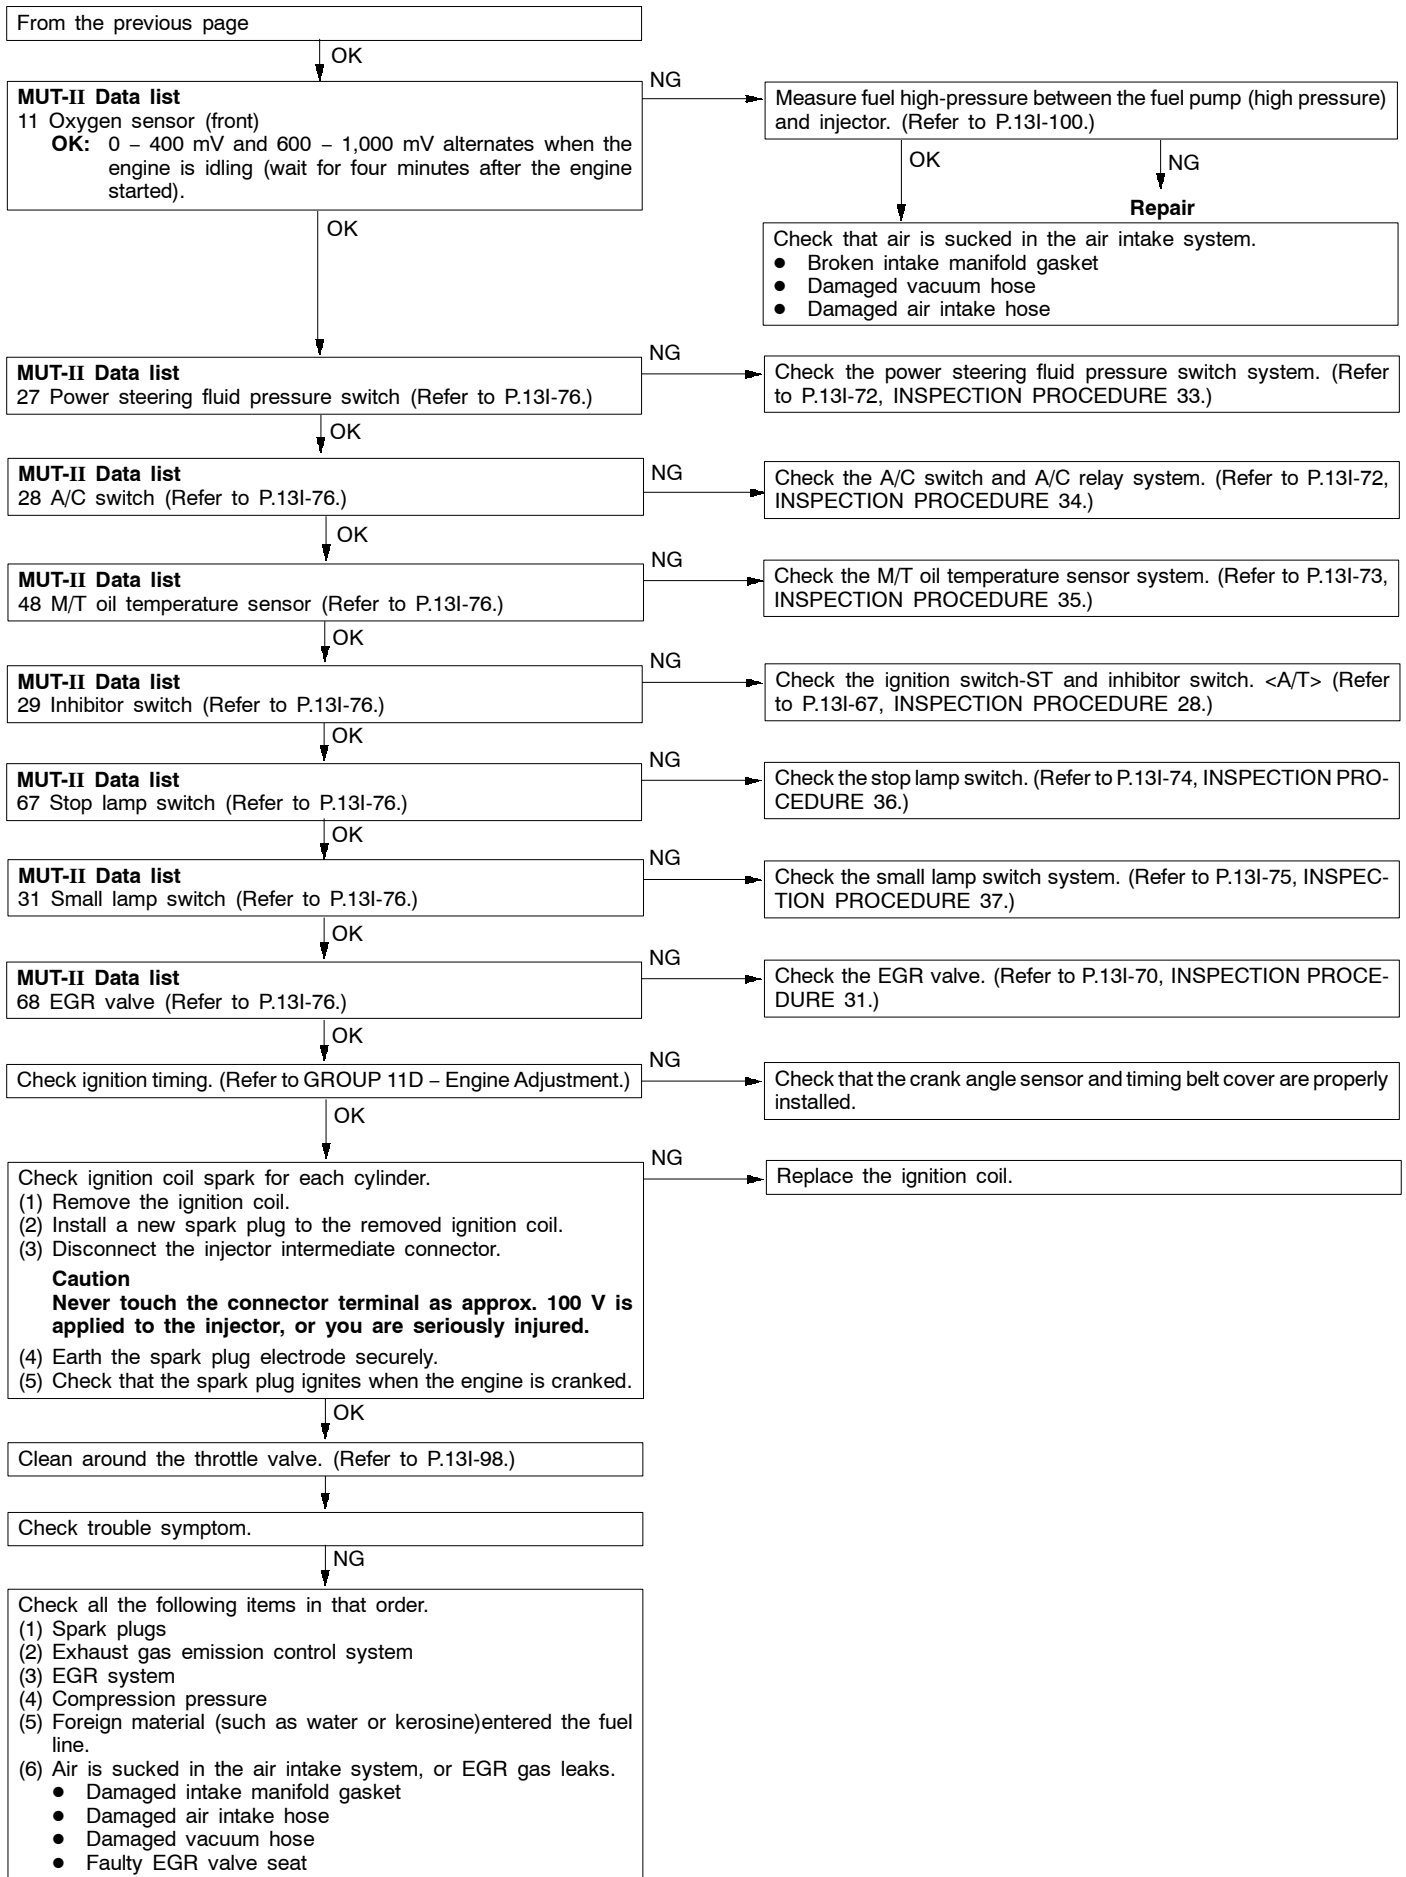 From the previous page
OK
MUT-II Data list
11 Oxygen sensor (front)
OK: 0 – 400 mV and 600 – 1,000 mV alternates when the
engine is idling (wait for four minutes after the engine
started).
NG
Measure fuel high-pressure between the fuel pump (high pressure)
and injector. (Refer to P.13I-100.)
OK
NG
Repair
Check that air is sucked in the air intake system.
● Broken intake manifold gasket
● Damaged vacuum hose
● Damaged air intake hose
OK
MUT-II Data list
27 Power steering fluid pressure switch (Refer to P.13I-76.)
NG
Check the power steering fluid pressure switch system. (Refer
to P.13I-72, INSPECTION PROCEDURE 33.)
OK
MUT-II Data list
28 A/C switch (Refer to P.13I-76.)
NG
Check the A/C switch and A/C relay system. (Refer to P.13I-72,
INSPECTION PROCEDURE 34.)
OK
MUT-II Data list
48 M/T oil temperature sensor (Refer to P.13I-76.)
NG
Check the M/T oil temperature sensor system. (Refer to P.13I-73,
INSPECTION PROCEDURE 35.)
OK
MUT-II Data list
29 Inhibitor switch (Refer to P.13I-76.)
NG
Check the ignition switch-ST and inhibitor switch. <A/T> (Refer
to P.13I-67, INSPECTION PROCEDURE 28.)
OK
MUT-II Data list
67 Stop lamp switch (Refer to P.13I-76.)
NG
Check the stop lamp switch. (Refer to P.13I-74, INSPECTION PRO-
CEDURE 36.)
OK
MUT-II Data list
31 Small lamp switch (Refer to P.13I-76.)
NG
Check the small lamp switch system. (Refer to P.13I-75, INSPEC-
TION PROCEDURE 37.)
OK
MUT-II Data list
68 EGR valve (Refer to P.13I-76.)
NG
Check the EGR valve. (Refer to P.13I-70, INSPECTION PROCE-
DURE 31.)
OK
Check ignition timing. (Refer to GROUP 11D – Engine Adjustment.)
NG
Check that the crank angle sensor and timing belt cover are properly
installed.
OK
Check ignition coil spark for each cylinder.
(1) Remove the ignition coil.
(2) Install a new spark plug to the removed ignition coil.
(3) Disconnect the injector intermediate connector.
Caution
Never touch the connector terminal as approx. 100 V is
applied to the injector, or you are seriously injured.
(4) Earth the spark plug electrode securely.
(5) Check that the spark plug ignites when the engine is cranked.
NG
Replace the ignition coil.
OK
Clean around the throttle valve. (Refer to P.13I-98.)
Check trouble symptom.
NG
Check all the following items in that order.
(1) Spark plugs
(2) Exhaust gas emission control system
(3) EGR system
(4) Compression pressure
(5) Foreign material (such as water or kerosine)entered the fuel
line.
(6) Air is sucked in the air intake system, or EGR gas leaks.
● Damaged intake manifold gasket
● Damaged air intake hose
● Damaged vacuum hose
● Faulty EGR valve seat